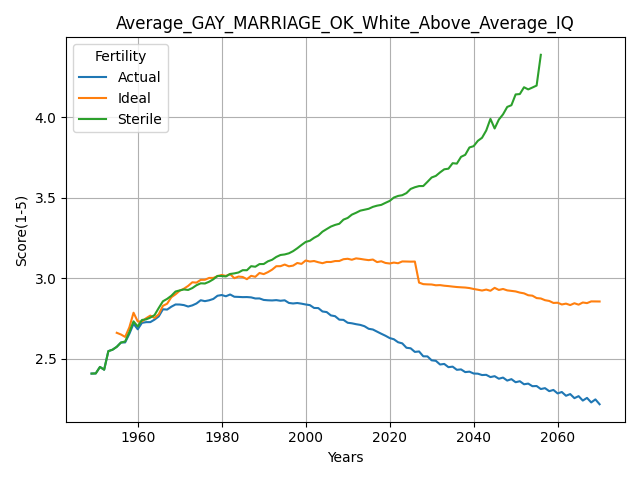 Average_GAY_MARRIAGE_OK_White_Above_Average_IQ
Fertility
Actual
Ideal
Sterile
Score(1-5)
4.0
3.5
3.0
2.5
1960 1980 2000 2020 2040 2060
Years